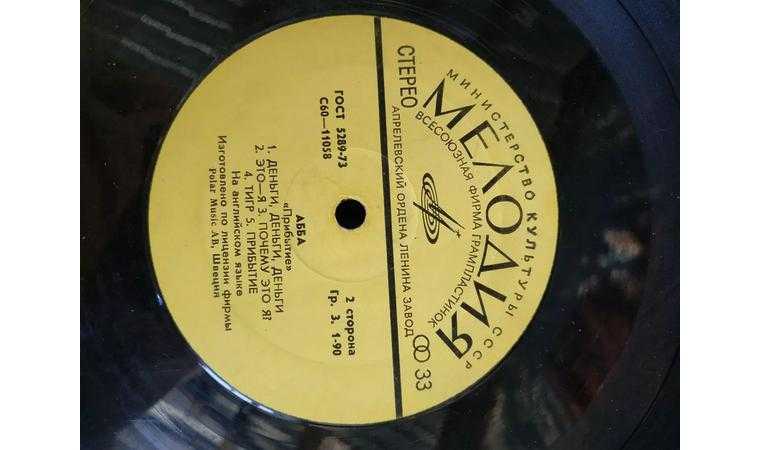 МИНИСТЕРСТВО КУЛЬТУРЫ СССР
МЕЛОДИЯ
ВСЕСОЮЗНАЯ ФИРМА ГРАМПЛАСТИНОК
АПРЕЛЕВСКИЙ ОРДЕНА ЛЕНИНА ЗАВОД
СТЕРЕО
33
ГОСТ 5289—73
С60—11058
2 сторона
Гр. 3. 1-90
АББА
«Прибытие»
1. ДЕНЬГИ, ДЕНЬГИ, ДЕНЬГИ
2. ЭТО—Я 3. ПОЧЕМУ ЭТО Я?
4. ТИГР 5. ПРИБЫТИЕ
На английском языке
Изготовлено по лицензии фирмы
Polar Music AB, Швеция